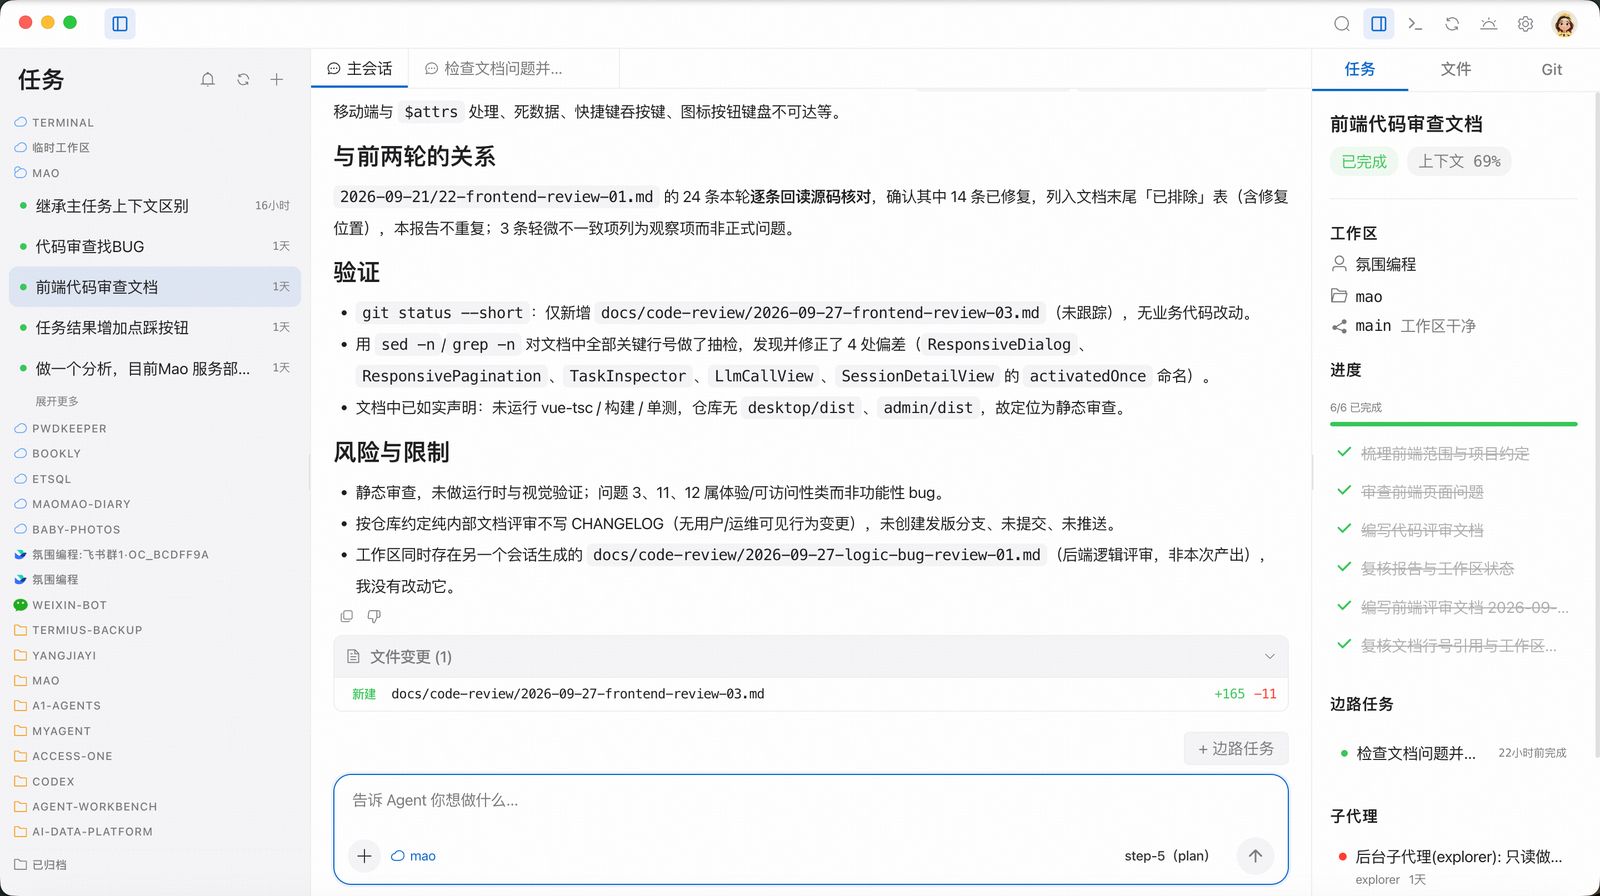 任务
TERMINAL
临时工作区
MAO
继承主任务上下文区别 16小时
代码审查找BUG 1天
前端代码审查文档 1天
任务结果增加点踩按钮 1天
做一个分析，目前Mao 服务部... 1天
展开更多
PWDKEEPER
BOOKLY
ETSQL
MAOMAO-DIARY
BABY-PHOTOS
氛围编程:飞书群1·OC_BCDFF9A
氛围编程
WEIXIN-BOT
TERMIUS-BACKUP
YANGJIAYI
MAO
A1-AGENTS
MYAGENT
ACCESS-ONE
CODEX
AGENT-WORKBENCH
AI-DATA-PLATFORM
已归档
主会话 检查文档问题并...
移动端与 $attrs 处理、死数据、快捷键吞按键、图标按钮键盘不可达等。
与前两轮的关系
2026-09-21/22-frontend-review-01.md 的 24 条本轮逐条回读源码核对，确认其中 14 条已修复，列入文档末尾「已排除」表（含修复
位置），本报告不重复；3 条轻微不一致项列为观察项而非正式问题。
验证
• git status --short ：仅新增 docs/code-review/2026-09-27-frontend-review-03.md （未跟踪），无业务代码改动。
• 用 sed -n / grep -n 对文档中全部关键行号做了抽检，发现并修正了 4 处偏差（ ResponsiveDialog 、
ResponsivePagination 、 TaskInspector 、 LlmCallView 、 SessionDetailView 的 activatedOnce 命名）。
• 文档中已如实声明：未运行 vue-tsc / 构建 / 单测，仓库无 desktop/dist 、 admin/dist ，故定位为静态审查。
风险与限制
• 静态审查，未做运行时与视觉验证；问题 3、11、12 属体验/可访问性类而非功能性 bug。
• 按仓库约定纯内部文档评审不写 CHANGELOG（无用户/运维可见行为变更），未创建发版分支、未提交、未推送。
• 工作区同时存在另一个会话生成的 docs/code-review/2026-09-27-logic-bug-review-01.md （后端逻辑评审，非本次产出），
我没有改动它。
文件变更 (1)
新建 docs/code-review/2026-09-27-frontend-review-03.md +165 −11
+ 边路任务
告诉 Agent 你想做什么...
mao step-5（plan）
任务 文件 Git
前端代码审查文档
已完成 上下文 69%
工作区
氛围编程
mao
main 工作区干净
进度
6/6 已完成
梳理前端范围与项目约定
审查前端页面问题
编写代码评审文档
复核报告与工作区状态
编写前端评审文档 2026-09-...
复核文档行号引用与工作区...
边路任务
检查文档问题并... 22小时前完成
子代理
后台子代理(explorer): 只读做...
explorer 1天